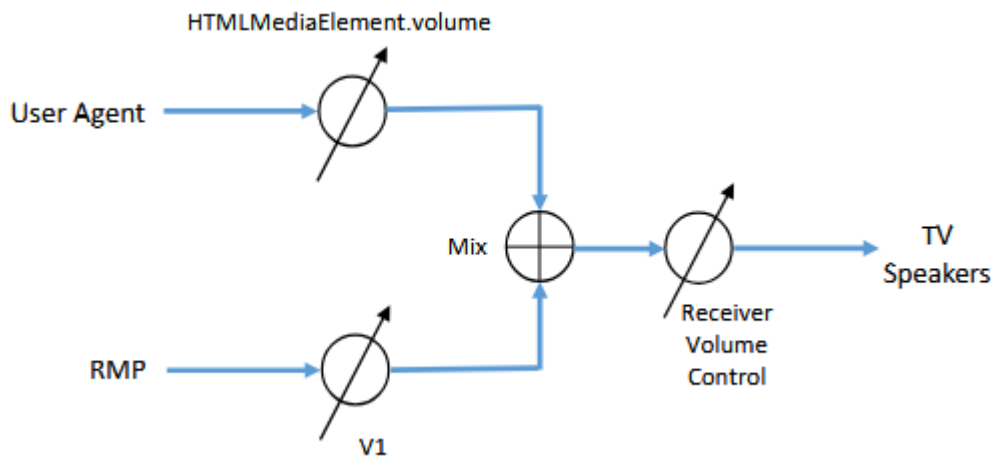 HTMLMediaElement.volume
User Agent
Mix
TV
Speakers
Receiver
Volume
Control
RMP
V1